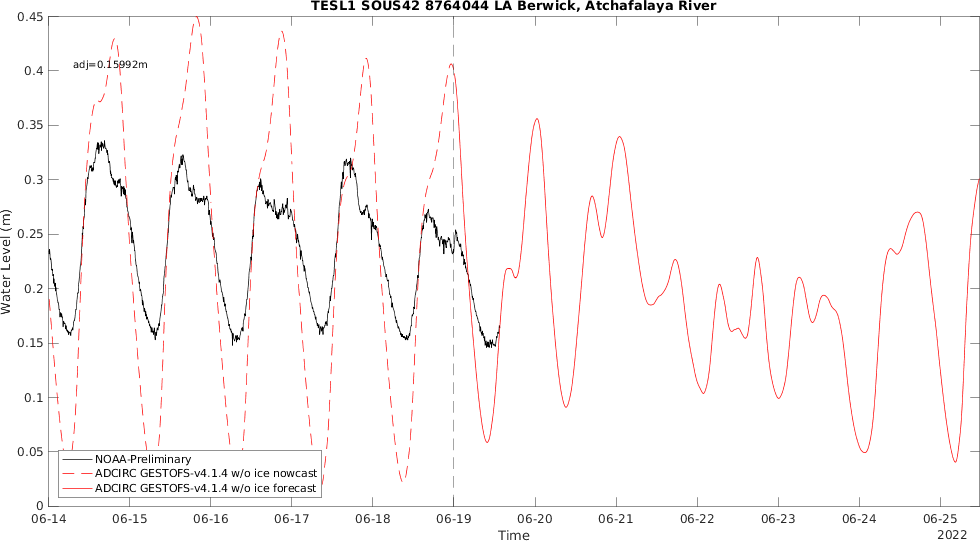 TESL1 SOUS42 8764044 LA Berwick, Atchafalaya River
0.45
0.4
0.35
0.3
0.25
0.2
0.15
0.1
0.05
0
Water Level (m)
adj=0.15992m
NOAA-Preliminary
ADCIRC GESTOFS-v4.1.4 w/o ice nowcast
ADCIRC GESTOFS-v4.1.4 w/o ice forecast
06-14 06-15 06-16 06-17 06-18 06-19 06-20 06-21 06-22 06-23 06-24 06-25
Time
2022